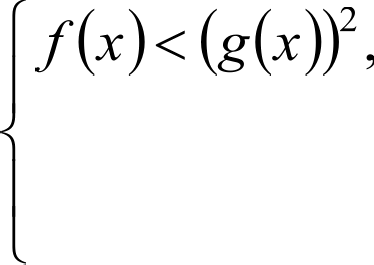 { f(x) < (g(x))²,